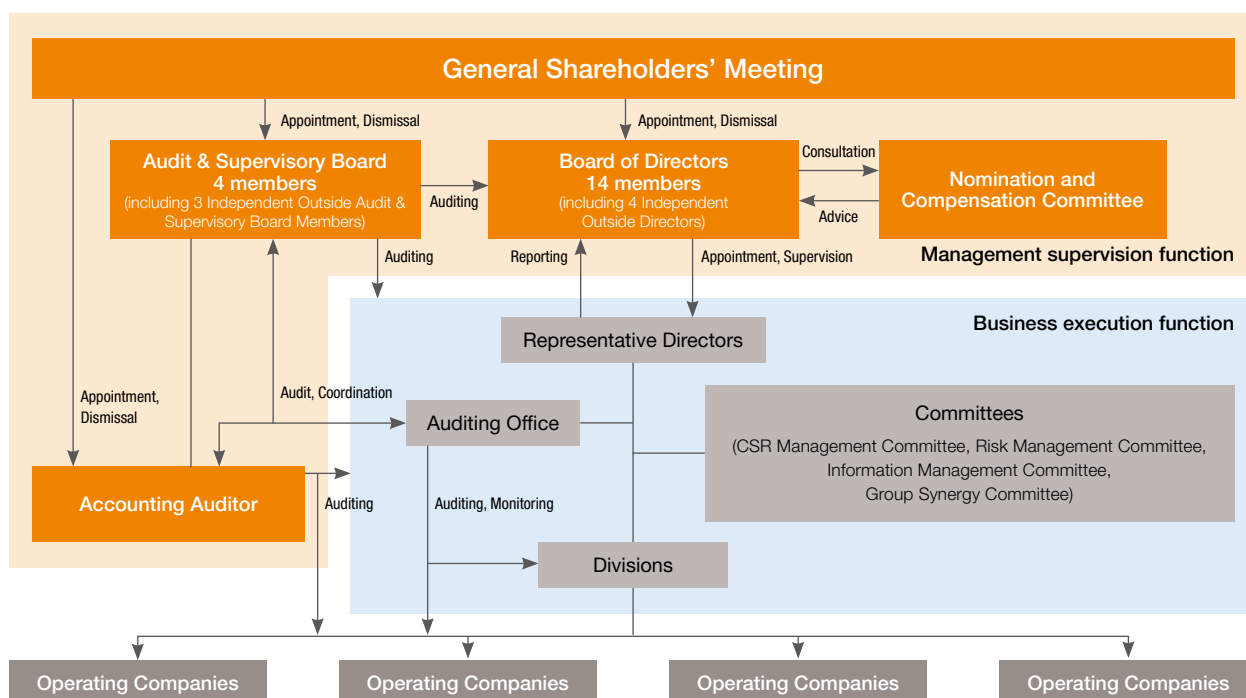 General Shareholders' Meeting
Appointment, Dismissal
Appointment, Dismissal
Audit & Supervisory Board
4 members
(including 3 Independent Outside Audit &
Supervisory Board Members)
Auditing
Board of Directors
14 members
(including 4 Independent
Outside Directors)
Consultation
Advice
Nomination and
Compensation Committee
Auditing
Reporting
Appointment, Supervision
Management supervision function
Business execution function
Representative Directors
Appointment,
Dismissal
Audit, Coordination
Auditing Office
Committees
(CSR Management Committee, Risk Management Committee,
Information Management Committee,
Group Synergy Committee)
Accounting Auditor
Auditing
Auditing, Monitoring
Divisions
Operating Companies
Operating Companies
Operating Companies
Operating Companies